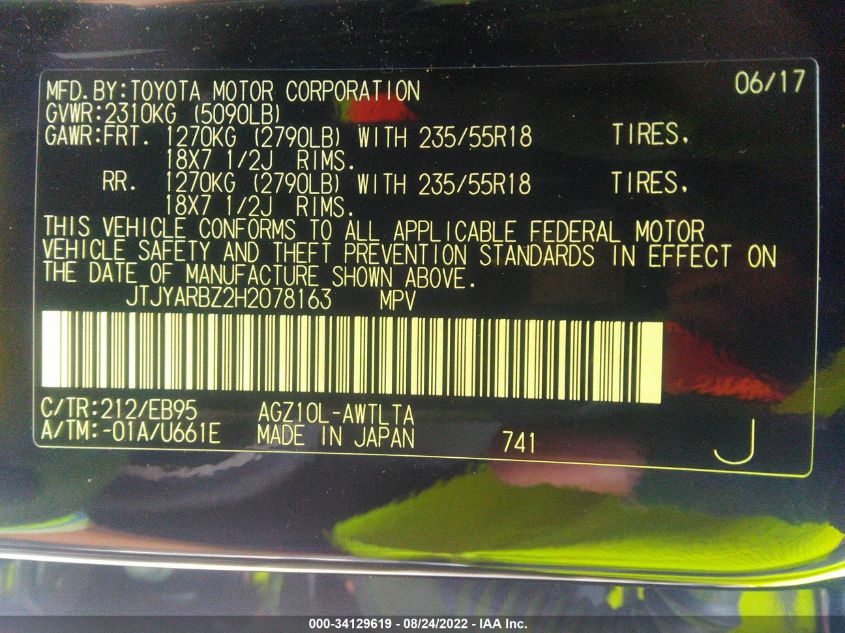 MFD.BY:TOYOTA MOTOR CORPORATION 06/17
GVWR:2310KG (5090LB)
GAWR:FRT. 1270KG (2790LB) WITH 235/55R18 TIRES.
18X7 1/2J RIMS.
RR. 1270KG (2790LB) WITH 235/55R18 TIRES.
18X7 1/2J RIMS.
THIS VEHICLE CONFORMS TO ALL APPLICABLE FEDERAL MOTOR
VEHICLE SAFETY AND THEFT PREVENTION STANDARDS IN EFFECT ON
THE DATE OF MANUFACTURE SHOWN ABOVE.
JTJYARBZ2H2078163 MPV
C/TR:212/EB95 AGZ10L-AWTLTA
A/TM:-01A/U661E MADE IN JAPAN 741 J
000-34129619 - 08/24/2022 - IAA Inc.